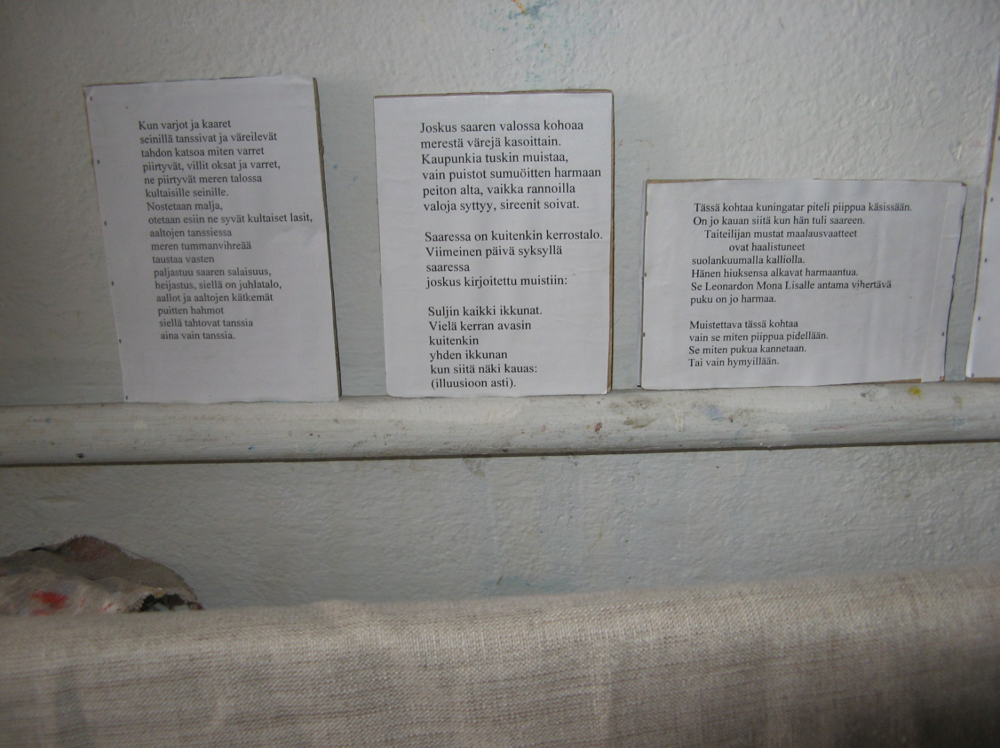 Kun varjot ja kaaret
seinillä tanssivat ja väreilevät
tahdon katsoa miten varret
piirtyvät, villit oksat ja varret,
ne piirtyvät meren talossa
kultaisille seinille.
Nostetaan malja,
otetaan esiin ne syvät kultaiset lasit,
aaltojen tanssiessa
meren tummanvihreää
taustaa vasten
paljastuu saaren salaisuus,
heijastus, siellä on juhlatalo,
aallot ja aaltojen kätkemät
puitten hahmot
siellä tahtovat tanssia
aina vain tanssia.
Joskus saaren valossa kohoaa
merestä värejä kasoittain.
Kaupunkia tuskin muistaa,
vain puistot sumuöitten harmaan
peiton alta, vaikka rannoilla
valoja syttyy, sireenit soivat.
Saaressa on kuitenkin kerrostalo.
Viimeinen päivä syksyllä
saaressa
joskus kirjoitettu muistiin:
Suljin kaikki ikkunat.
Vielä kerran avasin
kuitenkin
yhden ikkunan
kun siitä näki kauas:
(illuusioon asti).
Tässä kohtaa kuningatar piteli piippua käsissään.
On jo kauan siitä kun hän tuli saareen.
Taiteilijan mustat maalausvaatteet
ovat haalistuneet
suolankuumalla kalliolla.
Hänen hiuksensa alkavat harmaantua.
Se Leonardon Mona Lisalle antama vihertävä
puku on jo harmaa.
Muistettava tässä kohtaa
vain se miten piippua pidellään.
Se miten pukua kannetaan.
Tai vain hymyillään.